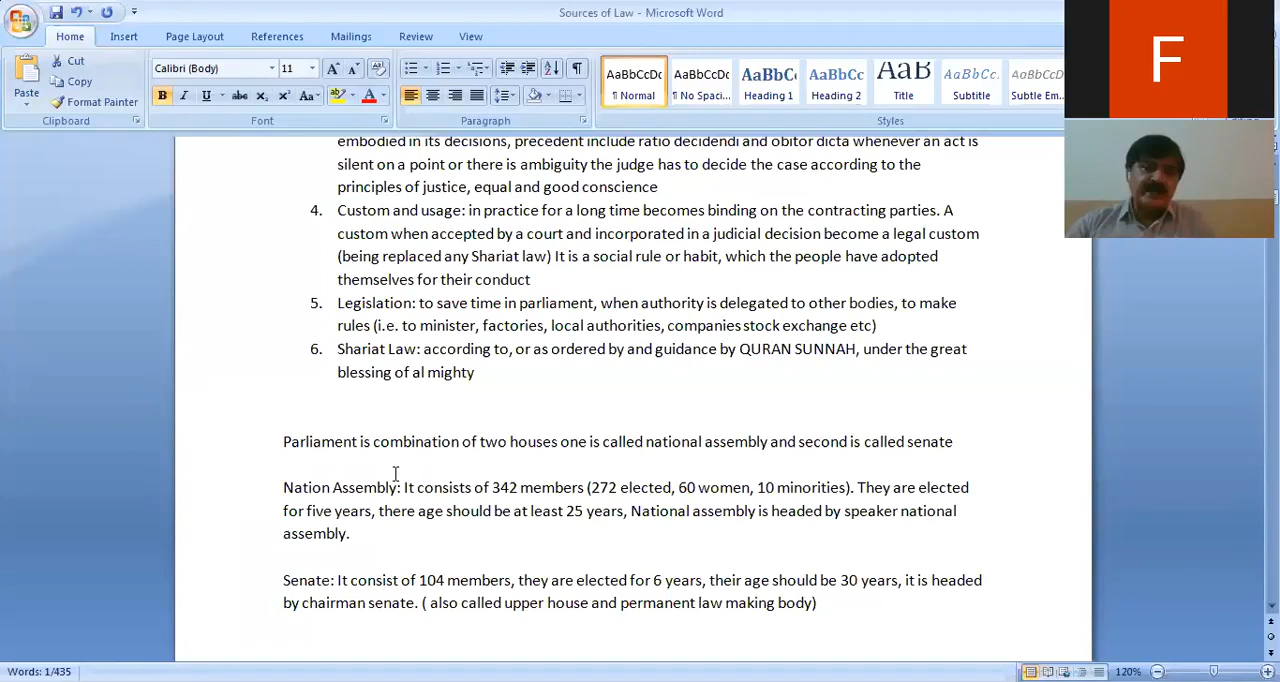 Sources of Law - Microsoft Word
Home Insert Page Layout References Mailings Review View
Paste Cut Copy Format Painter
Calibri (Body) 11
B I U abc X₂ X² Aa
AaBbCcDc AaBbCcDc AaBbC AaBbCc AaB AaBbCc. AaBbCcDc
¶ Normal ¶ No Spaci... Heading 1 Heading 2 Title Subtitle Subtle Em...
Clipboard Font Paragraph Styles
F
embodied in its decisions, precedent include ratio decidendi and obitor dicta whenever an act is
silent on a point or there is ambiguity the judge has to decide the case according to the
principles of justice, equal and good conscience
4. Custom and usage: in practice for a long time becomes binding on the contracting parties. A
custom when accepted by a court and incorporated in a judicial decision become a legal custom
(being replaced any Shariat law) It is a social rule or habit, which the people have adopted
themselves for their conduct
5. Legislation: to save time in parliament, when authority is delegated to other bodies, to make
rules (i.e. to minister, factories, local authorities, companies stock exchange etc)
6. Shariat Law: according to, or as ordered by and guidance by QURAN SUNNAH, under the great
blessing of al mighty
Parliament is combination of two houses one is called national assembly and second is called senate
Nation Assembly: It consists of 342 members (272 elected, 60 women, 10 minorities). They are elected
for five years, there age should be at least 25 years, National assembly is headed by speaker national
assembly.
Senate: It consist of 104 members, they are elected for 6 years, their age should be 30 years, it is headed
by chairman senate. ( also called upper house and permanent law making body)
Words: 1/435
120%